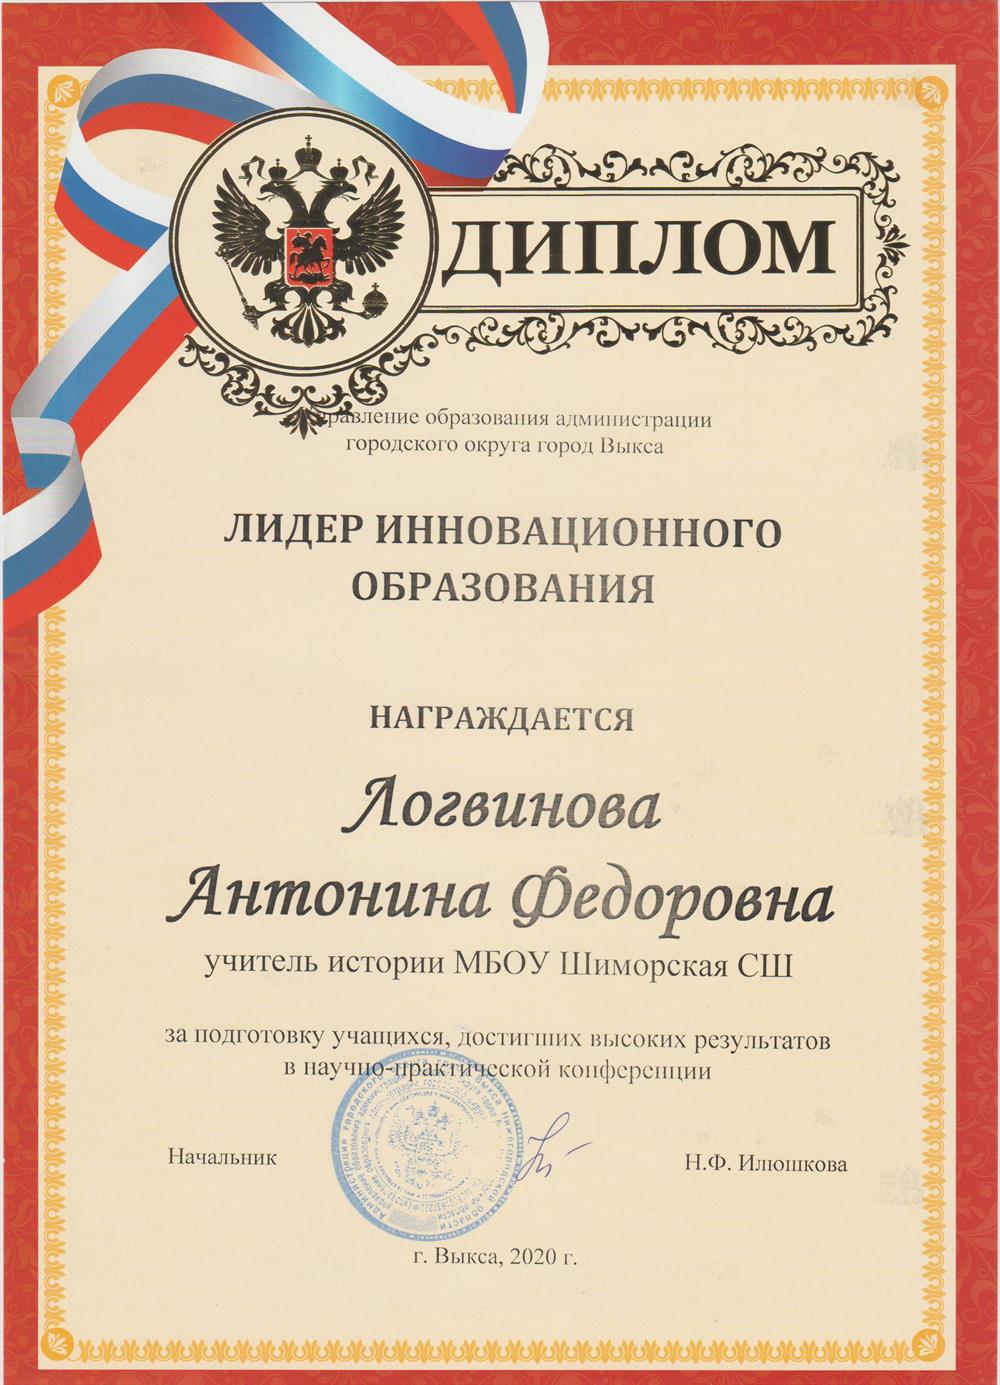 ДИПЛОМ
Управление образования администрации
городского округа город Выкса
ЛИДЕР ИННОВАЦИОННОГО
ОБРАЗОВАНИЯ
НАГРАЖДАЕТСЯ
Логвинова
Антонина Федоровна
учитель истории МБОУ Шиморская СШ
за подготовку учащихся, достигших высоких результатов
в научно-практической конференции
Начальник
Н.Ф. Илюшкова
г. Выкса, 2020 г.